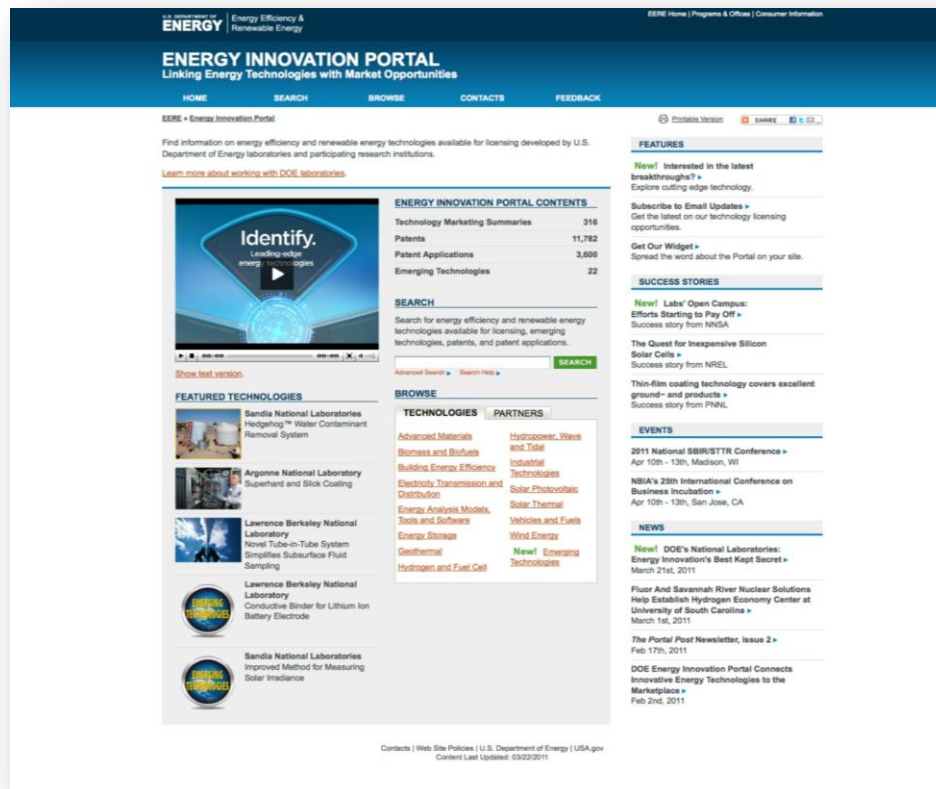 U.S. DEPARTMENT OF
ENERGY
Energy Efficiency &
Renewable Energy
EERE Home | Programs & Offices | Consumer Information
ENERGY INNOVATION PORTAL
Linking Energy Technologies with Market Opportunities
HOME SEARCH BROWSE CONTACTS FEEDBACK
EERE » Energy Innovation Portal
Printable Version
SHARE
Find information on energy efficiency and renewable energy technologies available for licensing developed by U.S.
Department of Energy laboratories and participating research institutions.
Learn more about working with DOE laboratories.
Identify.
Leading-edge
energy technologies
00:00 00:00
Show text version.
FEATURED TECHNOLOGIES
Sandia National Laboratories
Hedgehog™ Water Contaminant
Removal System
Argonne National Laboratory
Superhard and Slick Coating
Lawrence Berkeley National
Laboratory
Novel Tube-in-Tube System
Simplifies Subsurface Fluid
Sampling
EMERGING
TECHNOLOGIES
Lawrence Berkeley National
Laboratory
Conductive Binder for Lithium Ion
Battery Electrode
EMERGING
TECHNOLOGIES
Sandia National Laboratories
Improved Method for Measuring
Solar Irradiance
ENERGY INNOVATION PORTAL CONTENTS
Technology Marketing Summaries 316
Patents 11,782
Patent Applications 3,600
Emerging Technologies 22
SEARCH
Search for energy efficiency and renewable energy
technologies available for licensing, emerging
technologies, patents, and patent applications.
SEARCH
Advanced Search Search Help
BROWSE
TECHNOLOGIES PARTNERS
Advanced Materials
Biomass and Biofuels
Building Energy Efficiency
Electricity Transmission and
Distribution
Energy Analysis Models,
Tools and Software
Energy Storage
Geothermal
Hydrogen and Fuel Cell
Hydropower, Wave
and Tidal
Industrial
Technologies
Solar Photovoltaic
Solar Thermal
Vehicles and Fuels
Wind Energy
New! Emerging
Technologies
FEATURES
New! Interested in the latest
breakthroughs?
Explore cutting edge technology.
Subscribe to Email Updates
Get the latest on our technology licensing
opportunities.
Get Our Widget
Spread the word about the Portal on your site.
SUCCESS STORIES
New! Labs' Open Campus:
Efforts Starting to Pay Off
Success story from NNSA
The Quest for Inexpensive Silicon
Solar Cells
Success story from NREL
Thin-film coating technology covers excellent
ground– and products
Success story from PNNL
EVENTS
2011 National SBIR/STTR Conference
Apr 10th - 13th, Madison, WI
NBIA's 25th International Conference on
Business Incubation
Apr 10th - 13th, San Jose, CA
NEWS
New! DOE's National Laboratories:
Energy Innovation's Best Kept Secret
March 21st, 2011
Fluor And Savannah River Nuclear Solutions
Help Establish Hydrogen Economy Center at
University of South Carolina
March 1st, 2011
The Portal Post Newsletter, Issue 2
Feb 17th, 2011
DOE Energy Innovation Portal Connects
Innovative Energy Technologies to the
Marketplace
Feb 2nd, 2011
Contacts | Web Site Policies | U.S. Department of Energy | USA.gov
Content Last Updated: 03/22/2011